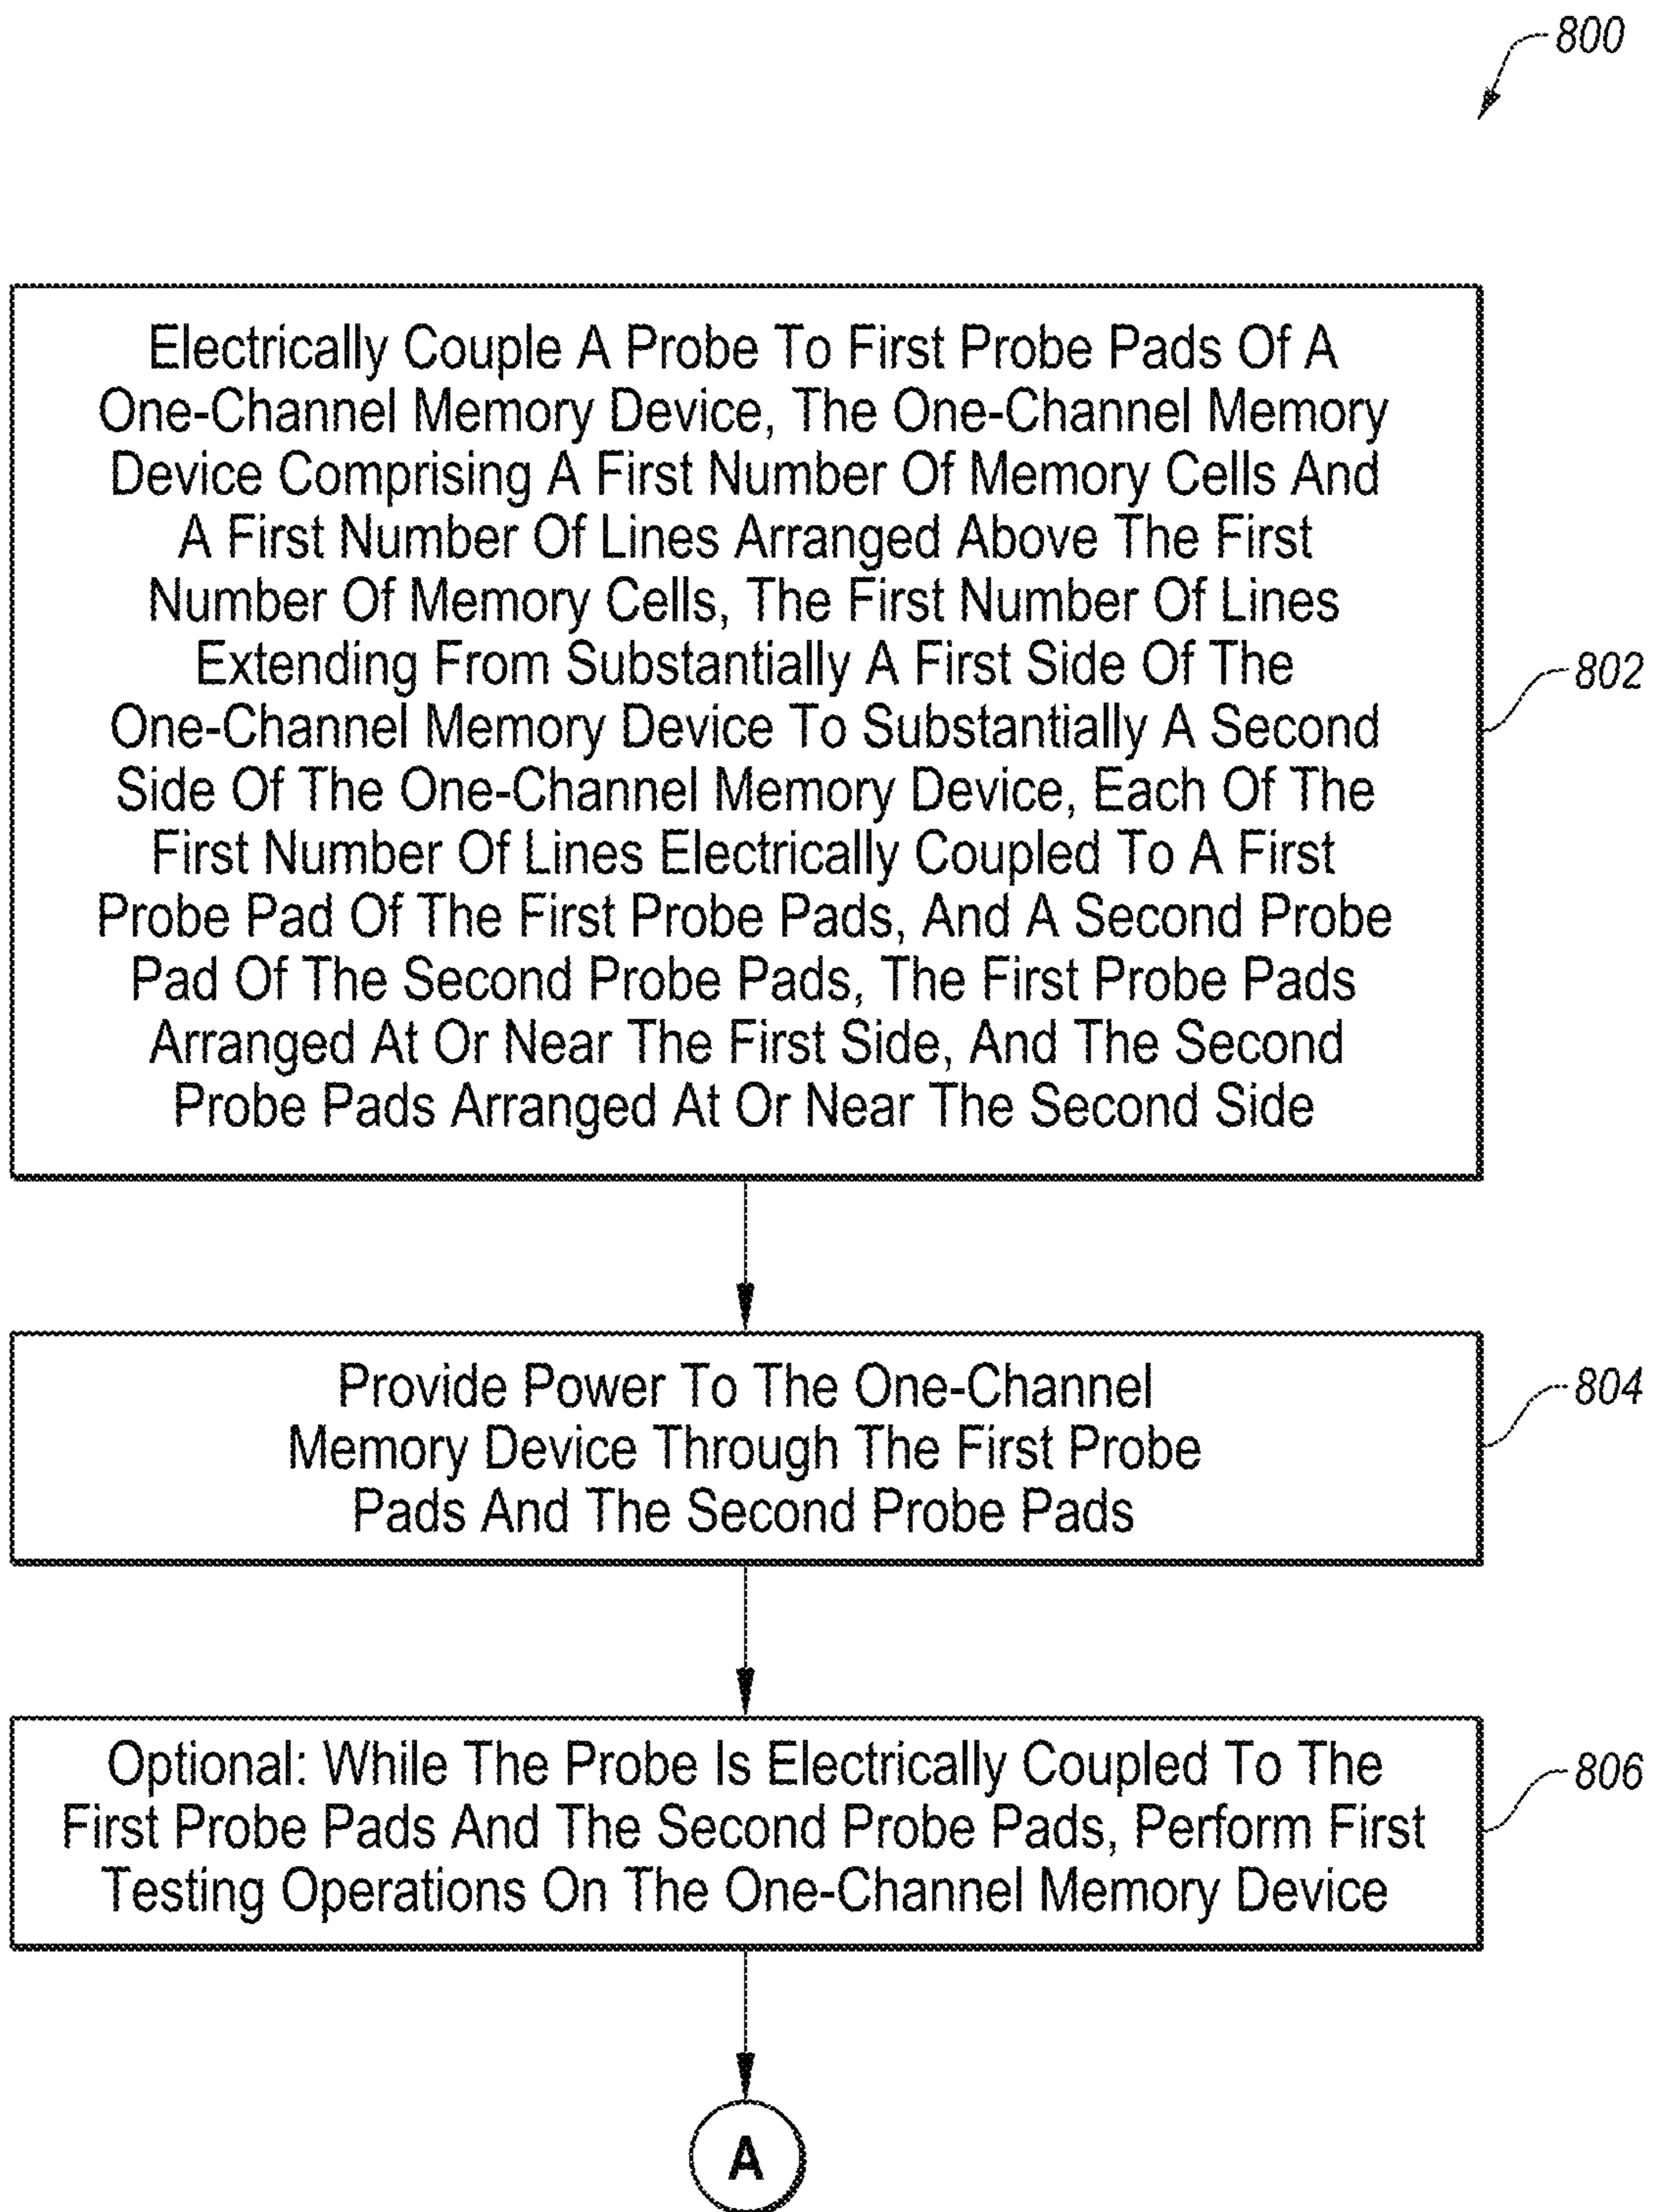 800
Electrically Couple A Probe To First Probe Pads Of A
One-Channel Memory Device, The One-Channel Memory
Device Comprising A First Number Of Memory Cells And
A First Number Of Lines Arranged Above The First
Number Of Memory Cells, The First Number Of Lines
Extending From Substantially A First Side Of The
One-Channel Memory Device To Substantially A Second
Side Of The One-Channel Memory Device, Each Of The
First Number Of Lines Electrically Coupled To A First
Probe Pad Of The First Probe Pads, And A Second Probe
Pad Of The Second Probe Pads, The First Probe Pads
Arranged At Or Near The First Side, And The Second
Probe Pads Arranged At Or Near The Second Side
802
Provide Power To The One-Channel
Memory Device Through The First Probe
Pads And The Second Probe Pads
804
Optional: While The Probe Is Electrically Coupled To The
First Probe Pads And The Second Probe Pads, Perform First
Testing Operations On The One-Channel Memory Device
806
A